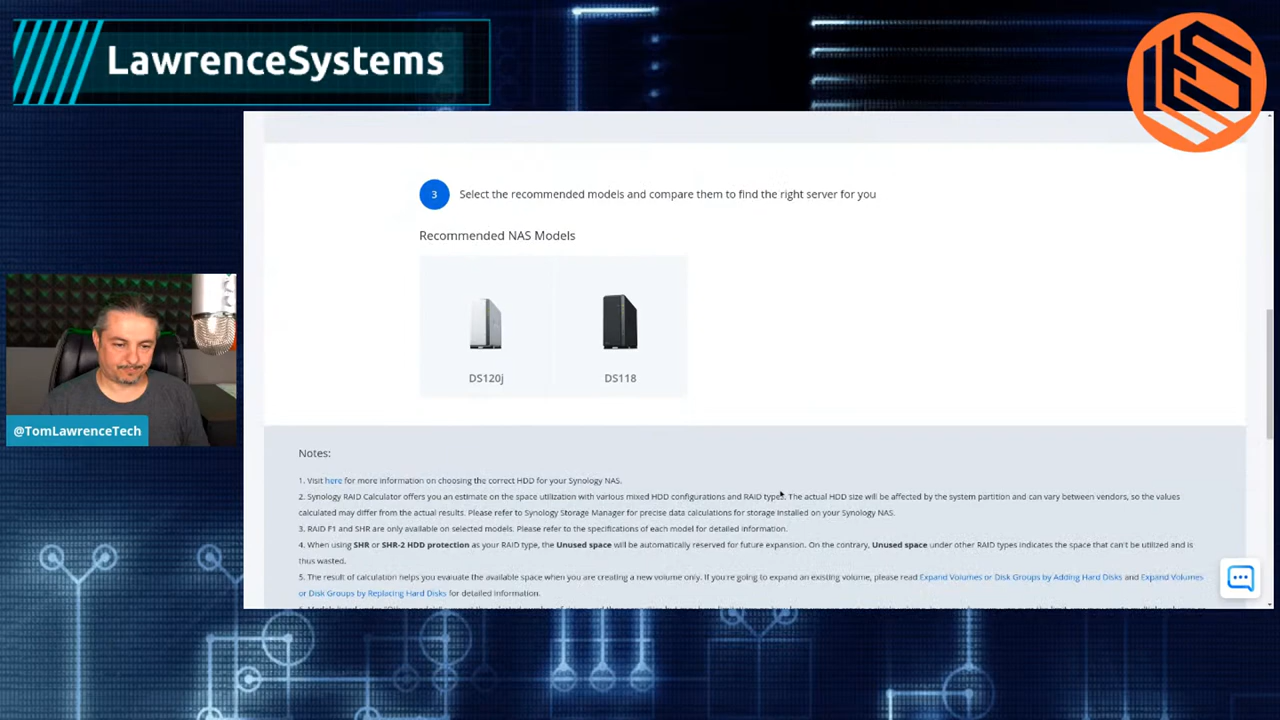 LawrenceSystems
3
Select the recommended models and compare them to find the right server for you
Recommended NAS Models
DS120j
DS118
@TomLawrenceTech
Notes:
1. Visit here for more information on choosing the correct HDD for your Synology NAS.
2. Synology RAID Calculator offers you an estimate on the space utilization with various mixed HDD configurations and RAID types. The actual HDD size will be affected by the system partition and can vary between vendors, so the values
calculated may differ from the actual results. Please refer to Synology Storage Manager for precise data calculations for storage installed on your Synology NAS.
3. RAID F1 and SHR are only available on selected models. Please refer to the specifications of each model for detailed information.
4. When using SHR or SHR-2 HDD protection as your RAID type, the Unused space will be automatically reserved for future expansion. On the contrary, Unused space under other RAID types indicates the space that can't be utilized and is
thus wasted.
5. The result of calculation helps you evaluate the available space when you are creating a new volume only. If you're going to expand an existing volume, please read Expand Volumes or Disk Groups by Adding Hard Disks and Expand Volumes
or Disk Groups by Replacing Hard Disks for detailed information.